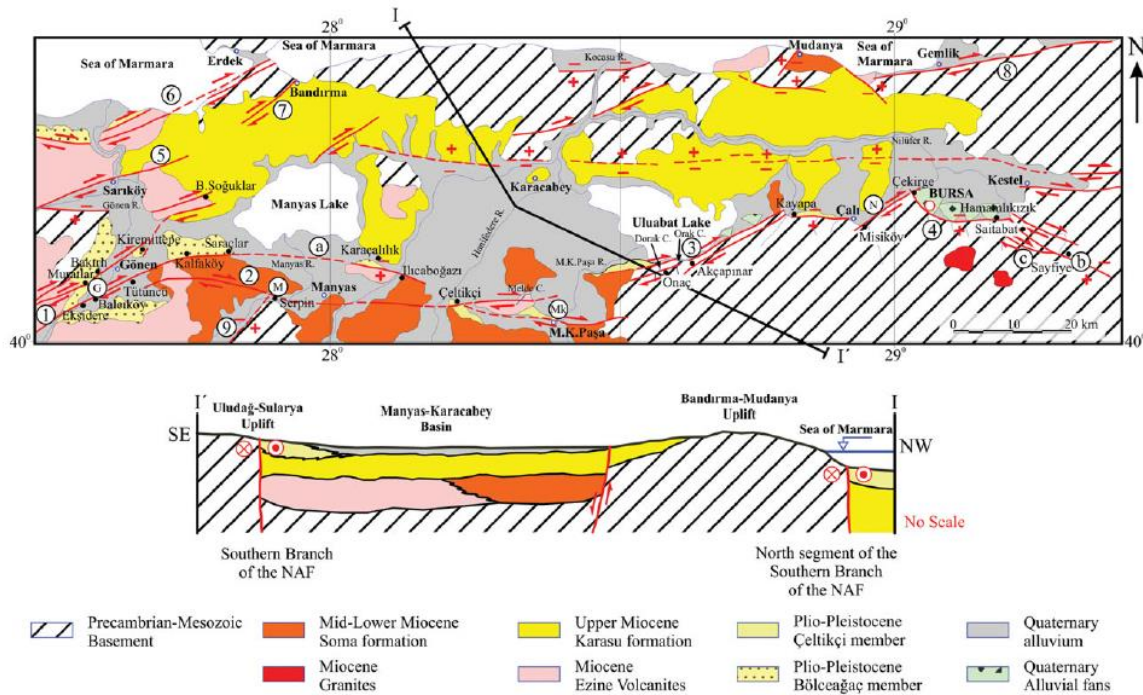 I
28°
29°
N
Sea of Marmara
Erdek
Sea of Marmara
Kocasu R.
Mudanya
Sea of
Marmara
Gemlik
8
6
7
Bandırma
5
Nilüfer R.
Sarıköy
Gönen R.
B.Soğuklar
Manyas Lake
Karacabey
Hanifedere R.
Çekirge
BURSA
Kestel
Kayapa
Çalı
N
Hamamlıkızık
Misiköy
4
Saitabat
Uluabat Lake
Dorak C.
Orak C.
3
Akçapınar
Onaç
c
b
Sayfiye
Kiremittepe
Saraçlar
a
Karaçalılık
Gönen
Kalfaköy
Manyas R.
Ilıcaboğazı
M.K.Paşa R.
Muratlar
G
Tütüncü
2
M
Manyas
Çeltikçi
Melde C.
Mk
Serpin
Ekşidere
1
9
M.K.Paşa
0 10 20 km
40°
28°
29°
40°
I´
I´
I
Uludağ-Sularya
Uplift
Manyas-Karacabey
Basin
Bandırma-Mudanya
Uplift
Sea of Marmara
SE
NW
No Scale
Southern Branch
of the NAF
North segment of the
Southern Branch
of the NAF
Precambrian-Mesozoic
Basement
Mid-Lower Miocene
Soma formation
Upper Miocene
Karasu formation
Plio-Pleistocene
Çeltikçi member
Quaternary
alluvium
Miocene
Granites
Miocene
Ezine Volcanites
Plio-Pleistocene
Bölceağaç member
Quaternary
Alluvial fans